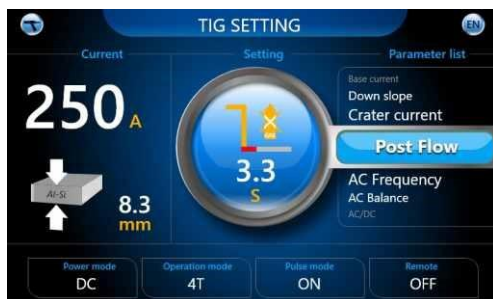 TIG SETTING
EN
Current
Setting
Parameter list
250 A
Al-Si
8.3
mm
3.3
S
Base current
Down slope
Crater current
Post Flow
AC Frequency
AC Balance
AC/DC
Power mode
DC
Operation mode
4T
Pulse mode
ON
Remote
OFF